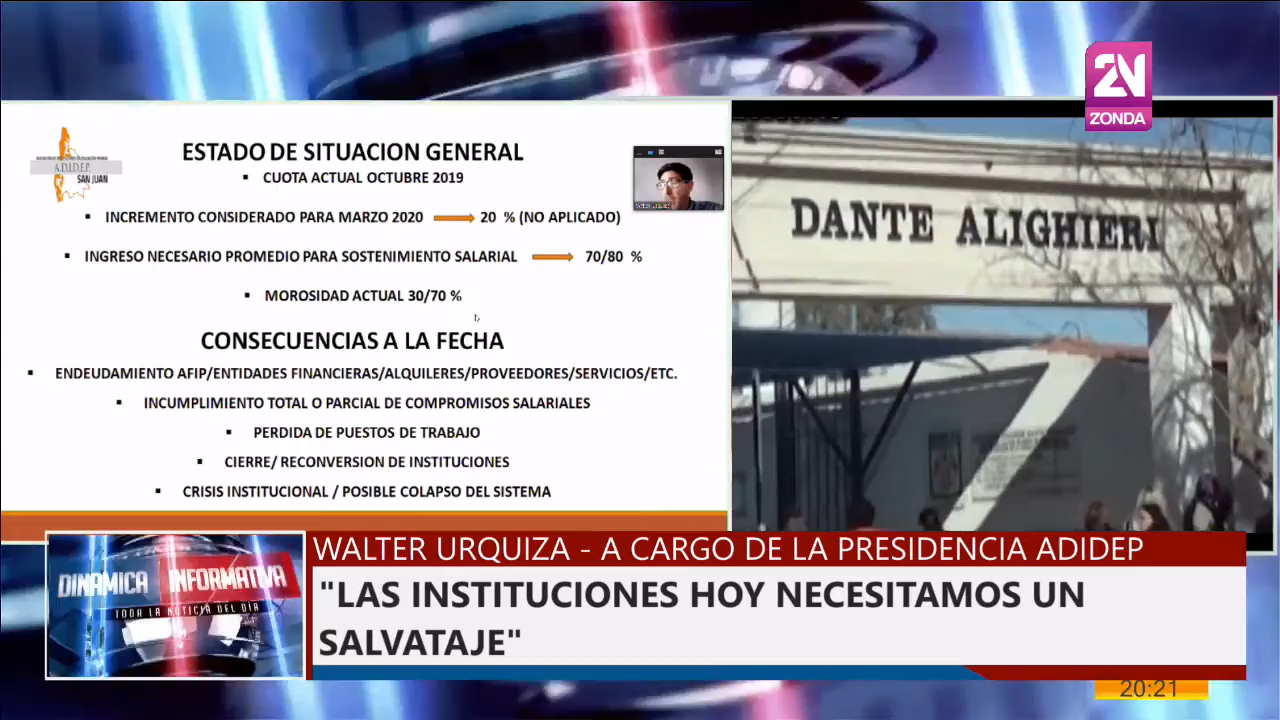 2N
ZONDA
ADIDEP
SAN JUAN
ESTADO DE SITUACION GENERAL
▪ CUOTA ACTUAL OCTUBRE 2019
▪ INCREMENTO CONSIDERADO PARA MARZO 2020 → 20 % (NO APLICADO)
▪ INGRESO NECESARIO PROMEDIO PARA SOSTENIMIENTO SALARIAL → 70/80 %
▪ MOROSIDAD ACTUAL 30/70 %
CONSECUENCIAS A LA FECHA
▪ ENDEUDAMIENTO AFIP/ENTIDADES FINANCIERAS/ALQUILERES/PROVEEDORES/SERVICIOS/ETC.
▪ INCUMPLIMIENTO TOTAL O PARCIAL DE COMPROMISOS SALARIALES
▪ PERDIDA DE PUESTOS DE TRABAJO
▪ CIERRE/ RECONVERSION DE INSTITUCIONES
▪ CRISIS INSTITUCIONAL / POSIBLE COLAPSO DEL SISTEMA
DANTE ALIGHIERI
DINAMICA INFORMATIVA
TODA LA NOTICIA DEL DÍA
WALTER URQUIZA - A CARGO DE LA PRESIDENCIA ADIDEP
"LAS INSTITUCIONES HOY NECESITAMOS UN
SALVATAJE"
20:21